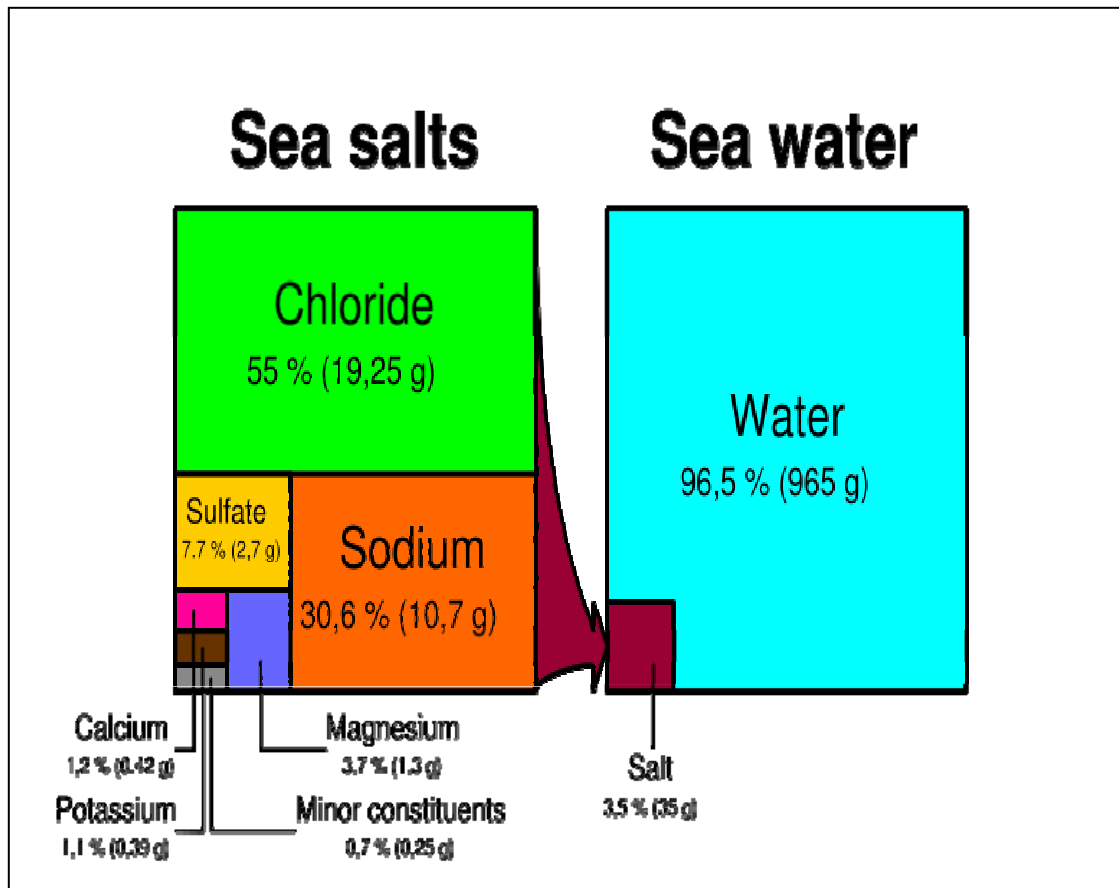 Sea salts
Sea water
Chloride
55 % (19,25 g)
Sulfate
7.7 % (2,7 g)
Sodium
30,6 % (10,7 g)
Water
96,5 % (965 g)
Calcium
1,2 % (0.42 g)
Magnesium
3.7 % (1.3 g)
Potassium
1,1 % (0,39 g)
Minor constituents
0,7 % (0,25 g)
Salt
3,5 % (35 g)